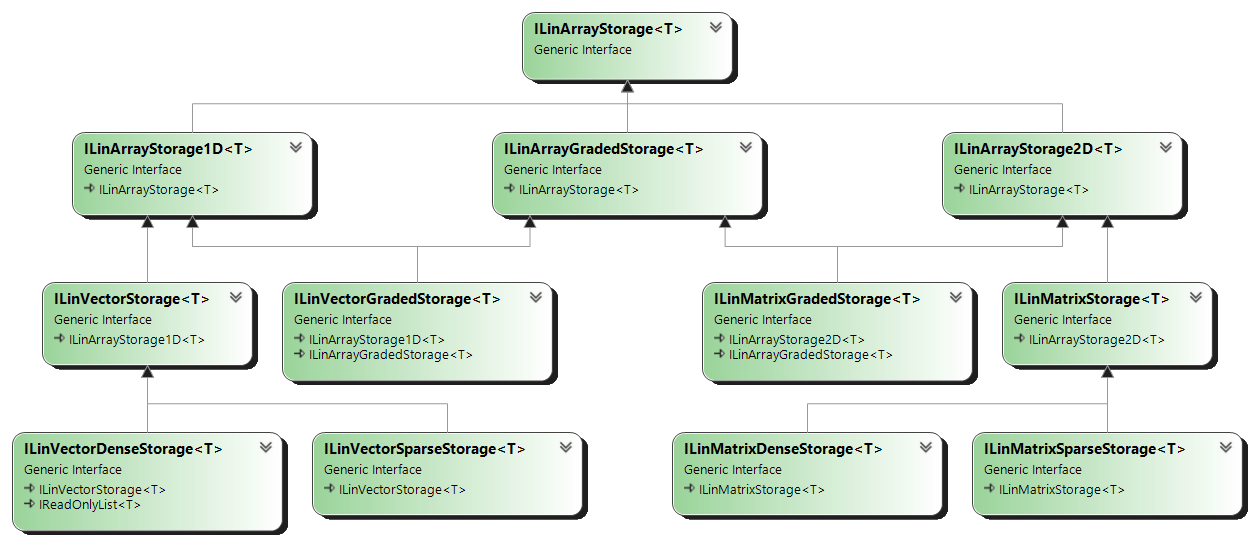 ILinArrayStorage<T>
Generic Interface
ILinArrayStorage1D<T>
Generic Interface
ILinArrayStorage<T>
ILinArrayGradedStorage<T>
Generic Interface
ILinArrayStorage<T>
ILinArrayStorage2D<T>
Generic Interface
ILinArrayStorage<T>
ILinVectorStorage<T>
Generic Interface
ILinArrayStorage1D<T>
ILinVectorGradedStorage<T>
Generic Interface
ILinArrayStorage1D<T>
ILinArrayGradedStorage<T>
ILinMatrixGradedStorage<T>
Generic Interface
ILinArrayStorage2D<T>
ILinArrayGradedStorage<T>
ILinMatrixStorage<T>
Generic Interface
ILinArrayStorage2D<T>
ILinVectorDenseStorage<T>
Generic Interface
ILinVectorStorage<T>
IReadOnlyList<T>
ILinVectorSparseStorage<T>
Generic Interface
ILinVectorStorage<T>
ILinMatrixDenseStorage<T>
Generic Interface
ILinMatrixStorage<T>
ILinMatrixSparseStorage<T>
Generic Interface
ILinMatrixStorage<T>